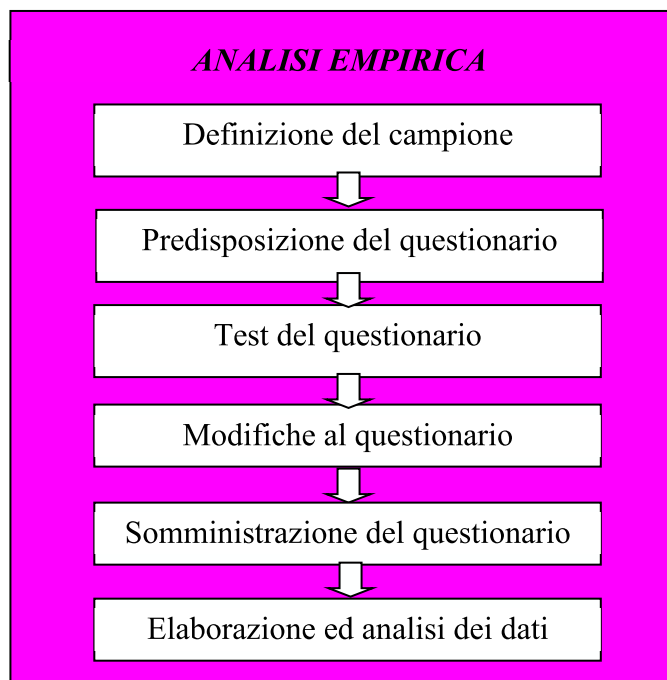 ANALISI EMPIRICA
Definizione del campione
Predisposizione del questionario
Test del questionario
Modifiche al questionario
Somministrazione del questionario
Elaborazione ed analisi dei dati